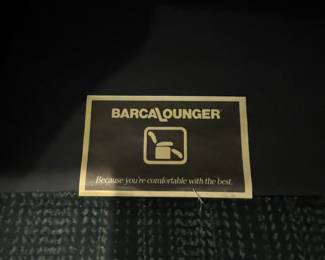 BARCALOUNGER
Because you're comfortable with the best.